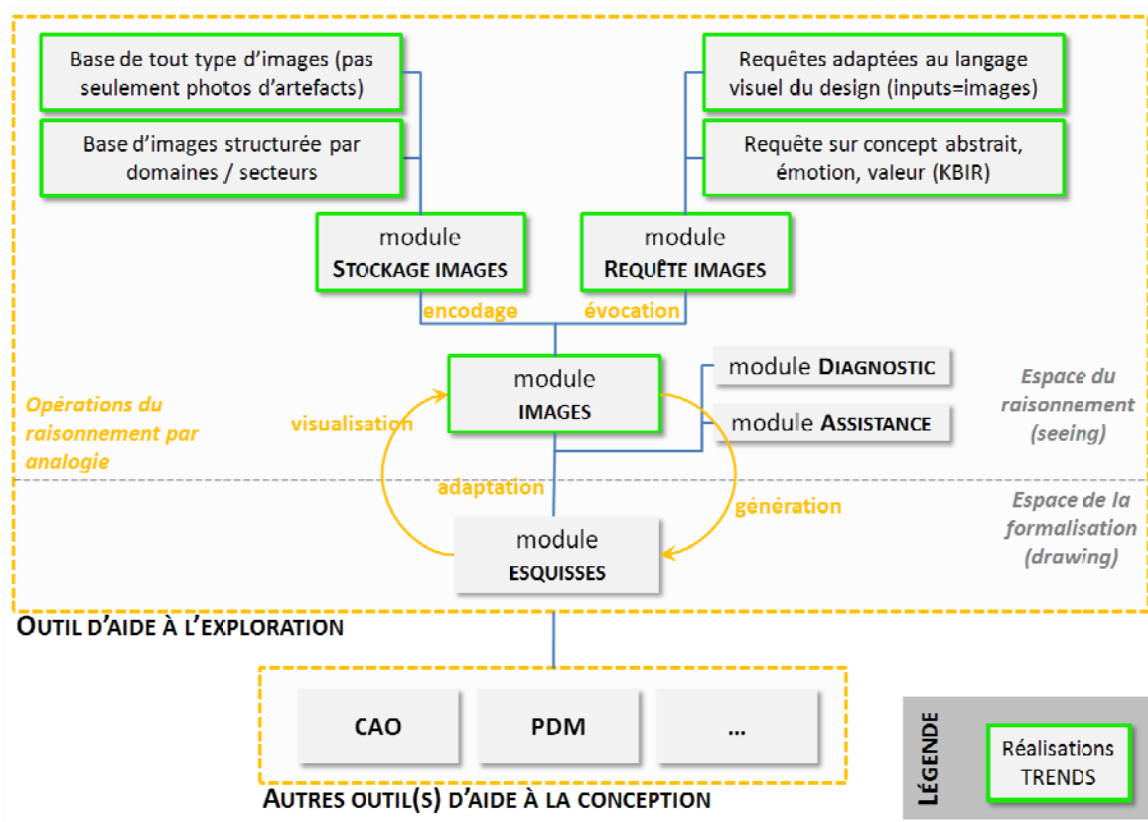 Base de tout type d'images (pas
seulement photos d'artefacts)
Requêtes adaptées au langage
visuel du design (inputs=images)
Base d'images structurée par
domaines / secteurs
Requête sur concept abstrait,
émotion, valeur (KBIR)
module
STOCKAGE IMAGES
module
REQUÊTE IMAGES
encodage
évocation
module
IMAGES
module DIAGNOSTIC
module ASSISTANCE
Espace du
raisonnement
(seeing)
Opérations du
raisonnement par
analogie
visualisation
adaptation
génération
Espace de la
formalisation
(drawing)
module
ESQUISSES
OUTIL D'AIDE À L'EXPLORATION
CAO
PDM
...
AUTRES OUTIL(S) D'AIDE À LA CONCEPTION
LÉGENDE
Réalisations
TRENDS